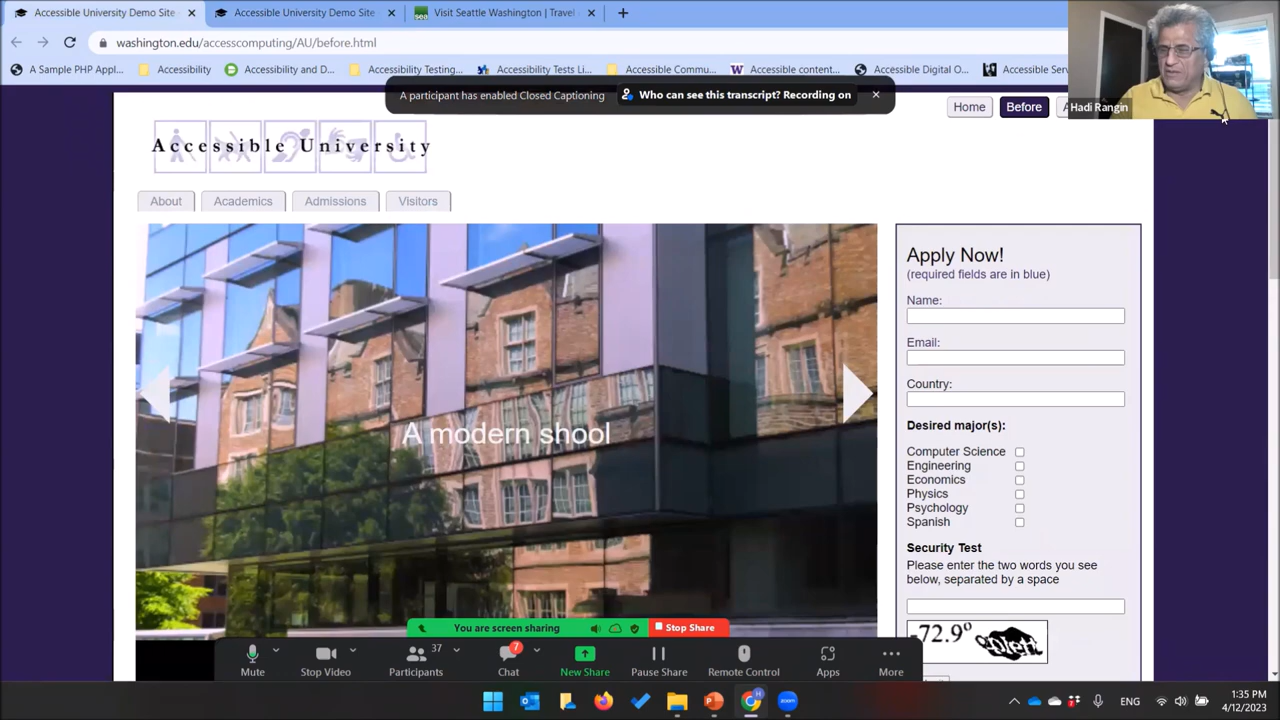 Accessible University Demo Site
Accessible University Demo Site
Visit Seattle Washington | Travel
sea
washington.edu/accesscomputing/AU/before.html
A Sample PHP Appl...
Accessibility
Accessibility and D...
Accessibility Testing...
Accessibility Tests Li...
Accessible Commu...
Accessible content...
Accessible Digital O...
Accessible Serv
A participant has enabled Closed Captioning
Who can see this transcript? Recording on
Home
Before
Hadi Rangin
Accessible University
About
Academics
Admissions
Visitors
A modern shool
Apply Now!
(required fields are in blue)
Name:
Email:
Country:
Desired major(s):
Computer Science
Engineering
Economics
Physics
Psychology
Spanish
Security Test
Please enter the two words you see
below, separated by a space
-72.9º
You are screen sharing
Stop Share
Mute
Stop Video
37
Participants
7
Chat
New Share
Pause Share
Remote Control
Apps
More
ENG
1:35 PM
4/12/2023